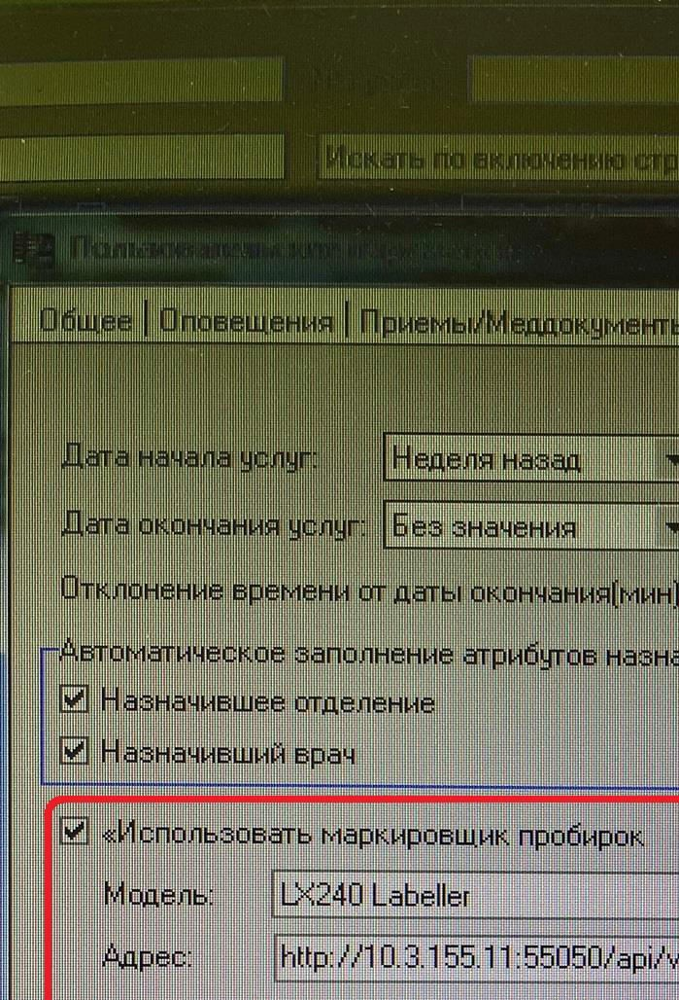 Искать по включению стр
Общее | Оповещения | Приемы/Меддокументы
Дата начала услуг: Неделя назад
Дата окончания услуг: Без значения
Отклонение времени от даты окончания(мин)
Автоматическое заполнение атрибутов назна
Назначившее отделение
Назначивший врач
«Использовать маркировщик пробирок
Модель: LX240 Labeller
Адрес: http://10.3.155.11:55050/api/v